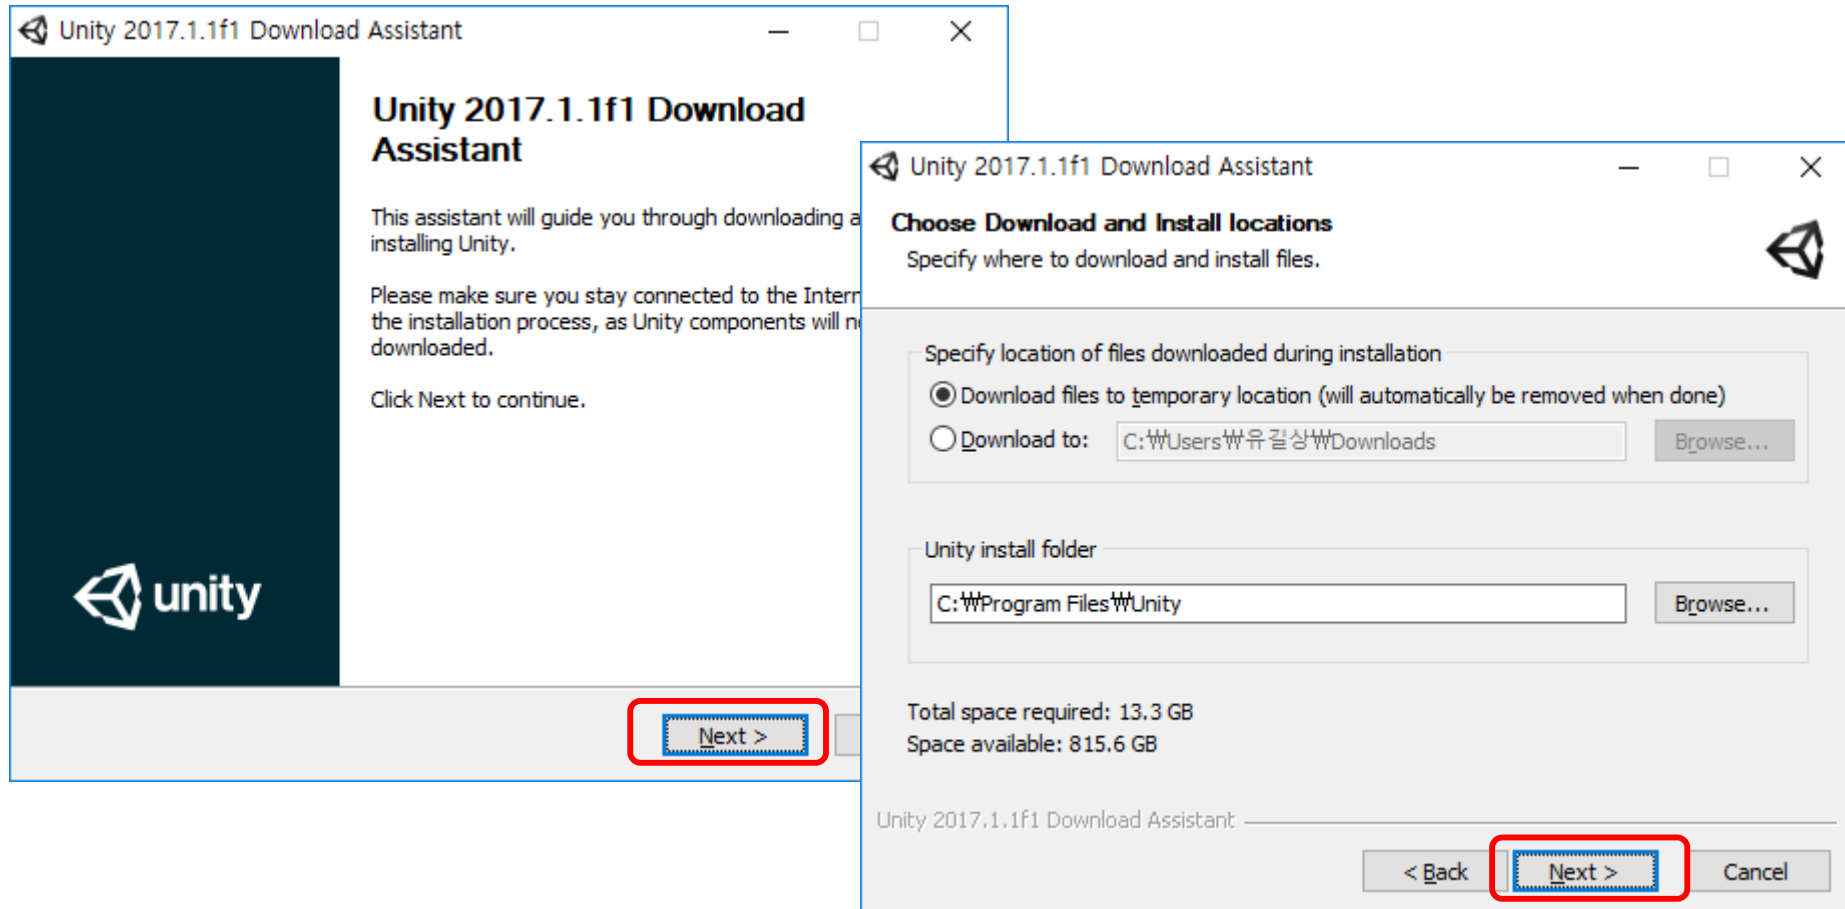 Unity 2017.1.1f1 Download Assistant
Unity 2017.1.1f1 Download
Assistant
This assistant will guide you through downloading
installing Unity.
Please make sure you stay connected to the
the installation process, as Unity components will
downloaded.
Click Next to continue.
unity
Next >
Unity 2017.1.1f1 Download Assistant
Choose Download and Install locations
Specify where to download and install files.
Specify location of files downloaded during installation
Download files to temporary location (will automatically be removed when done)
Download to: C:₩Users₩유길상₩Downloads Browse...
Unity install folder
C:₩Program Files₩Unity Browse...
Total space required: 13.3 GB
Space available: 815.6 GB
Unity 2017.1.1f1 Download Assistant
< Back Next > Cancel